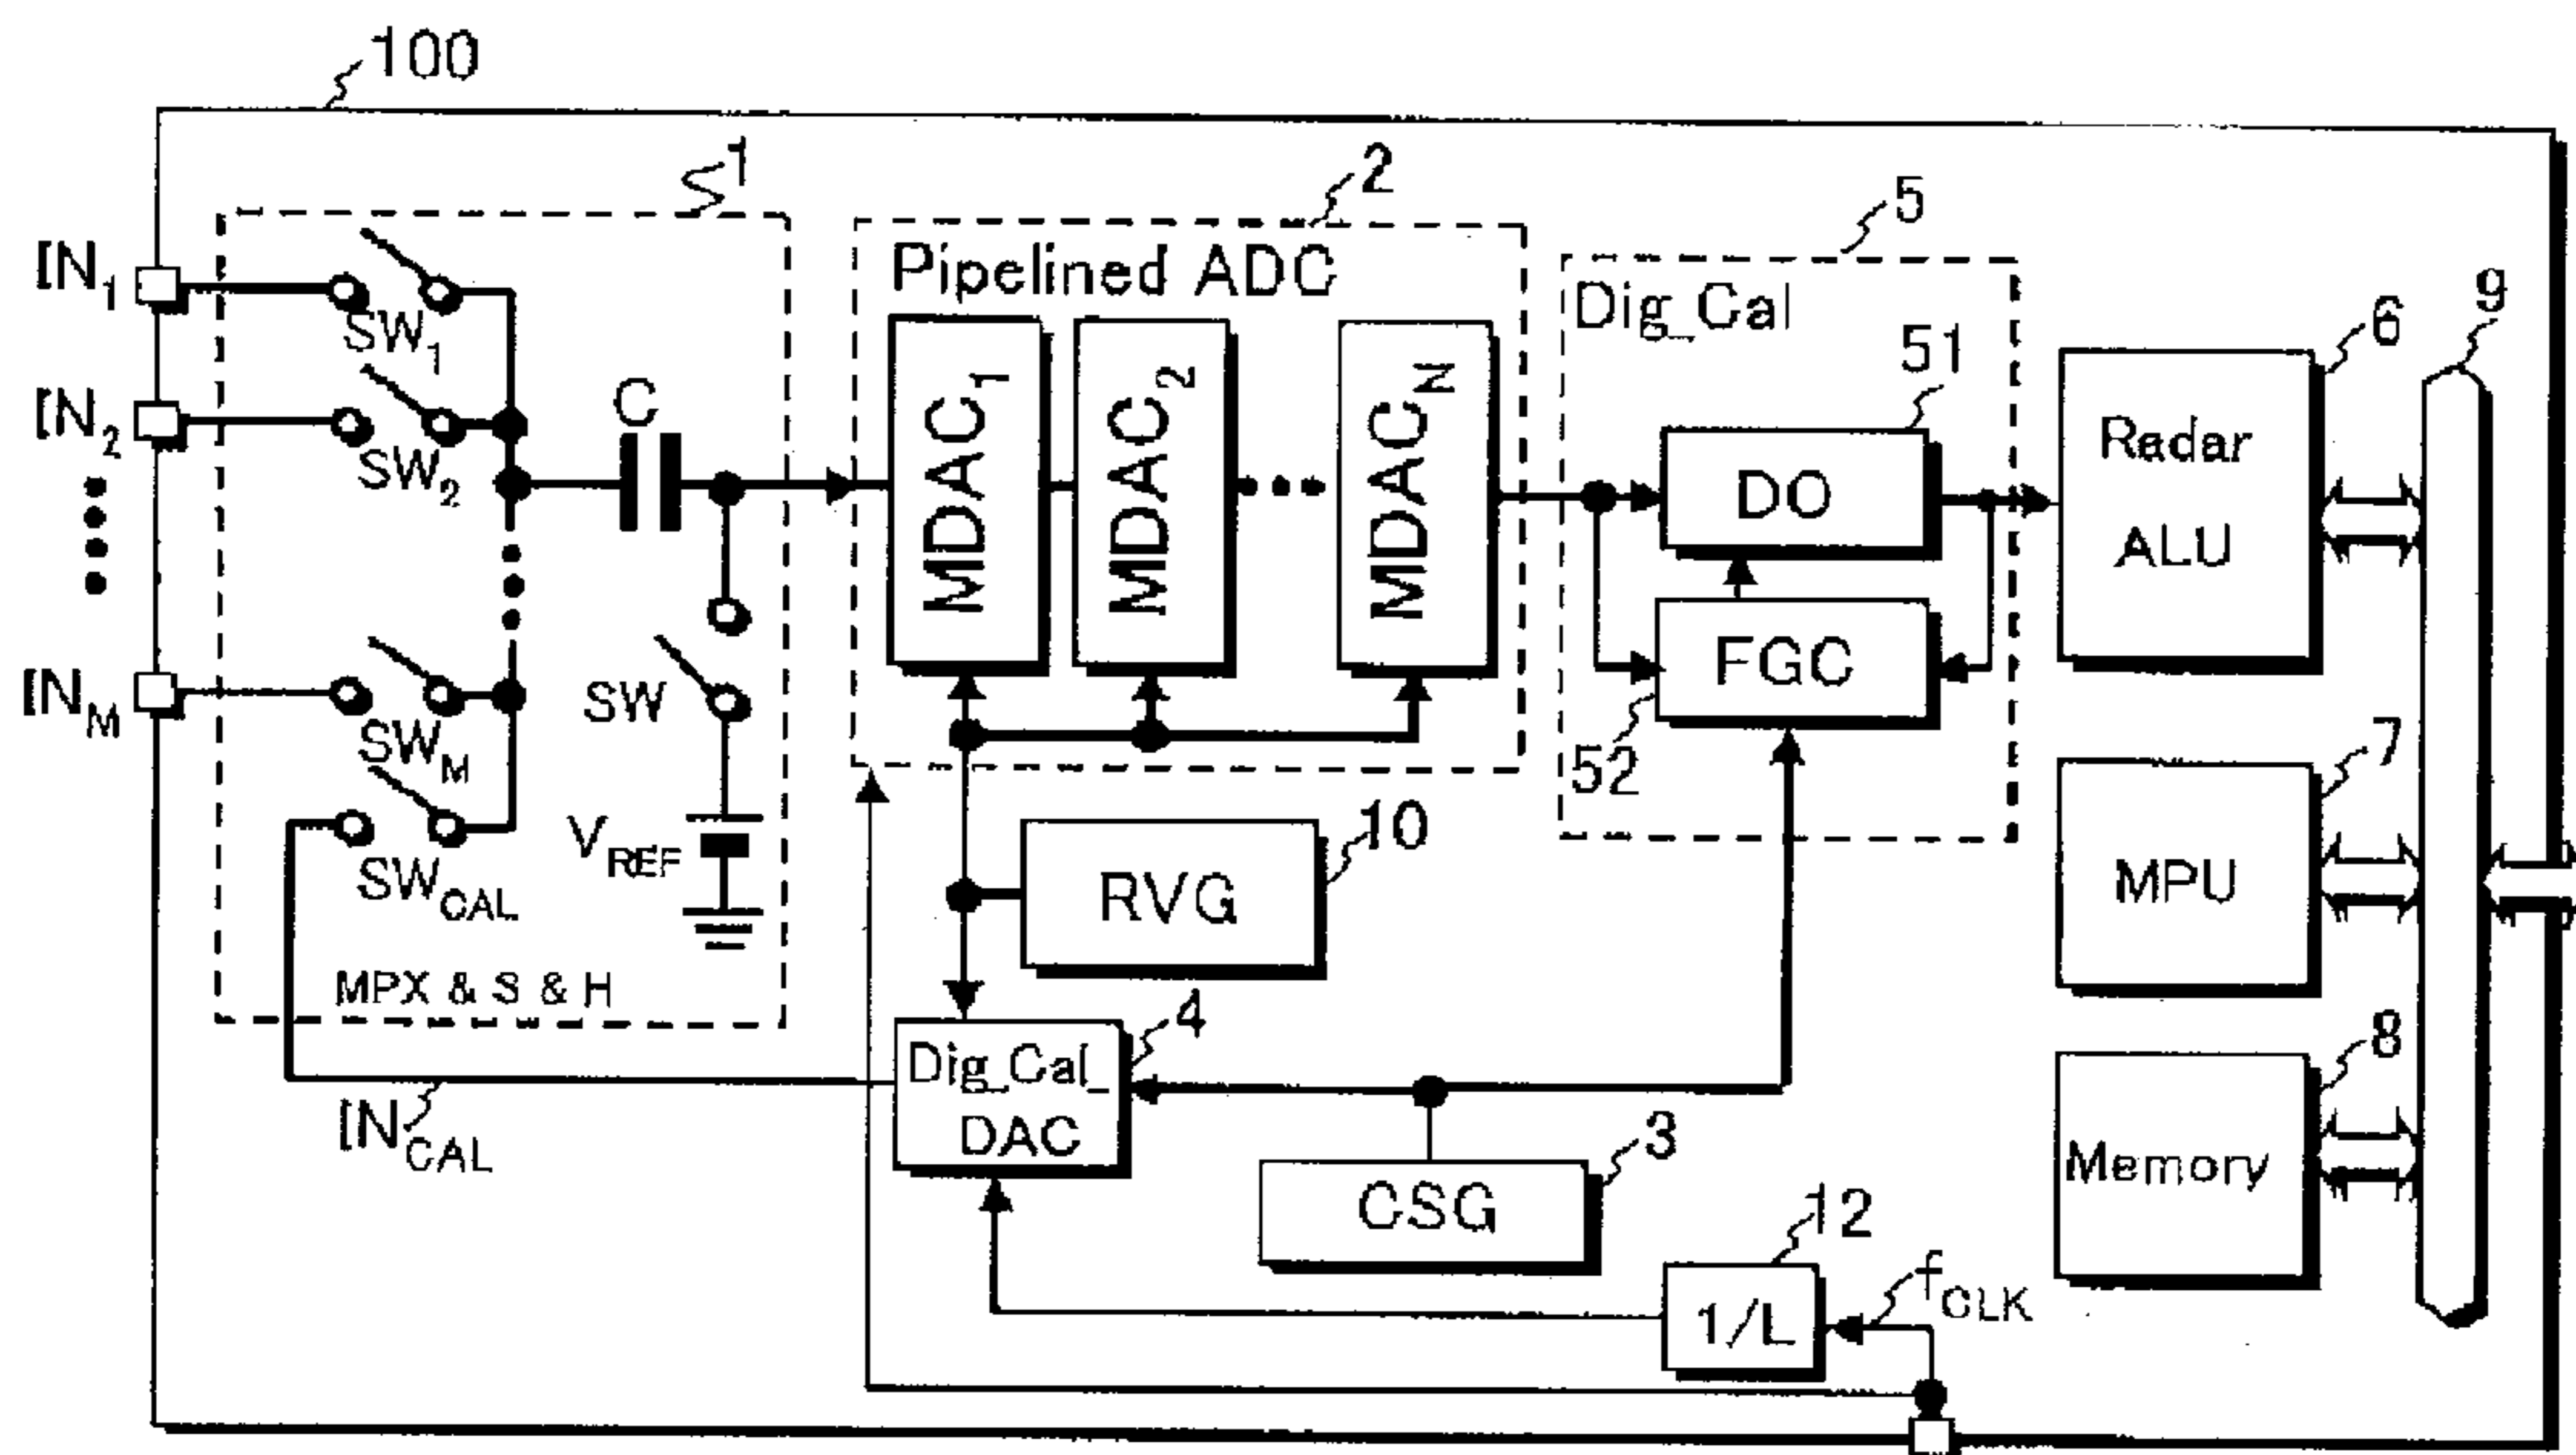 100
1
2
5
IN1
Pipelined ADC
Dig_Cal
9
SW1
51
6
IN2
C
MDAC1
MDAC2
MDACN
Radar
ALU
SW2
DO
FGC
INM
SW
SWM
52
7
VREF
10
RVG
MPU
SWCAL
MPX & S & H
4
8
Dig_Cal_
DAC
INCAL
3
Memory
CSG
12
fCLK
1/L